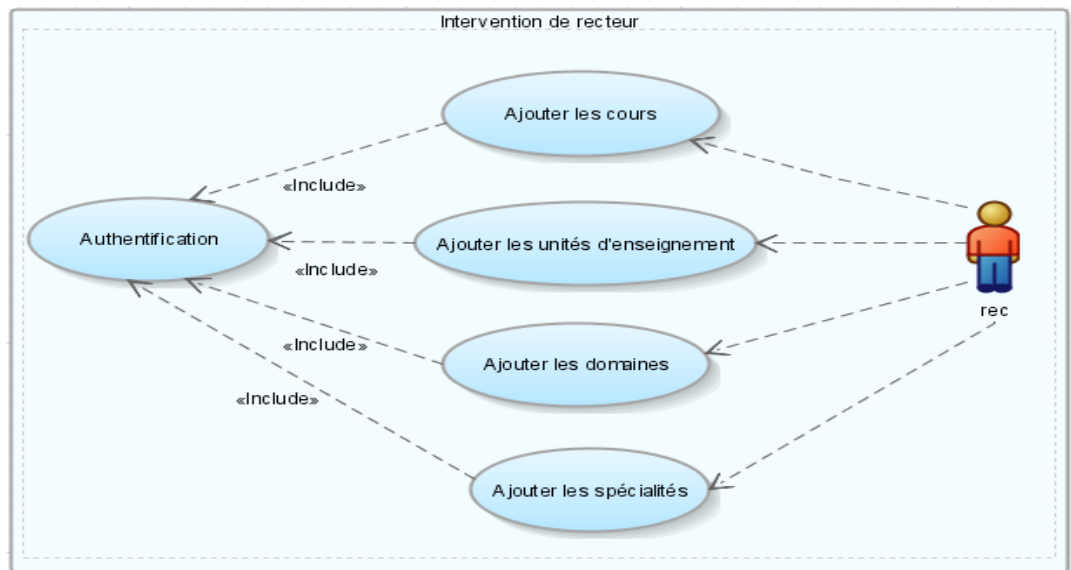 Intervention de recteur
Ajouter les cours
«Include»
Authentification
Ajouter les unités d'enseignement
«Include»
rec
«Include»
Ajouter les domaines
«Include»
Ajouter les spécialités